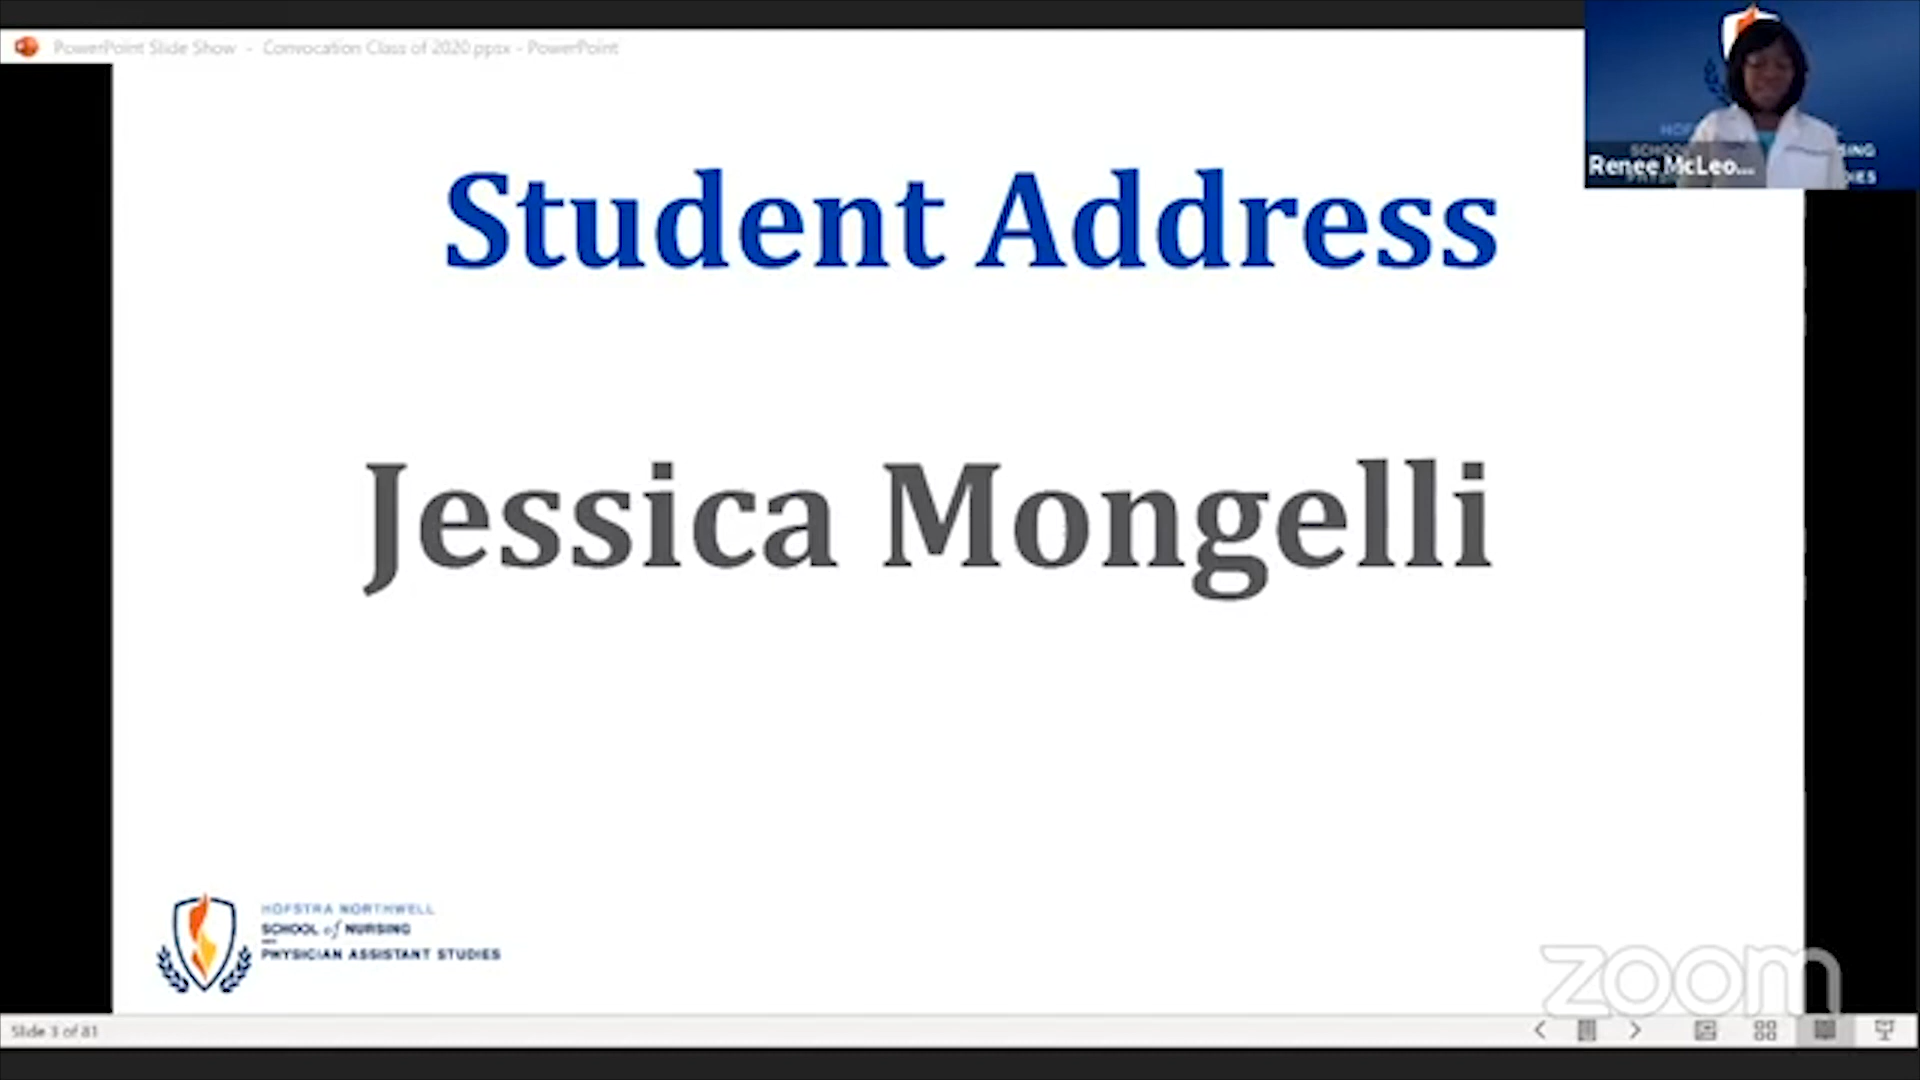 PowerPoint Slide Show - Convocation Class of 2020.ppsx - PowerPoint
Renee McLeo...
Student Address
Jessica Mongelli
HOFSTRA NORTHWELL
SCHOOL of NURSING
AND
PHYSICIAN ASSISTANT STUDIES
zoom
Slide 3 of 81